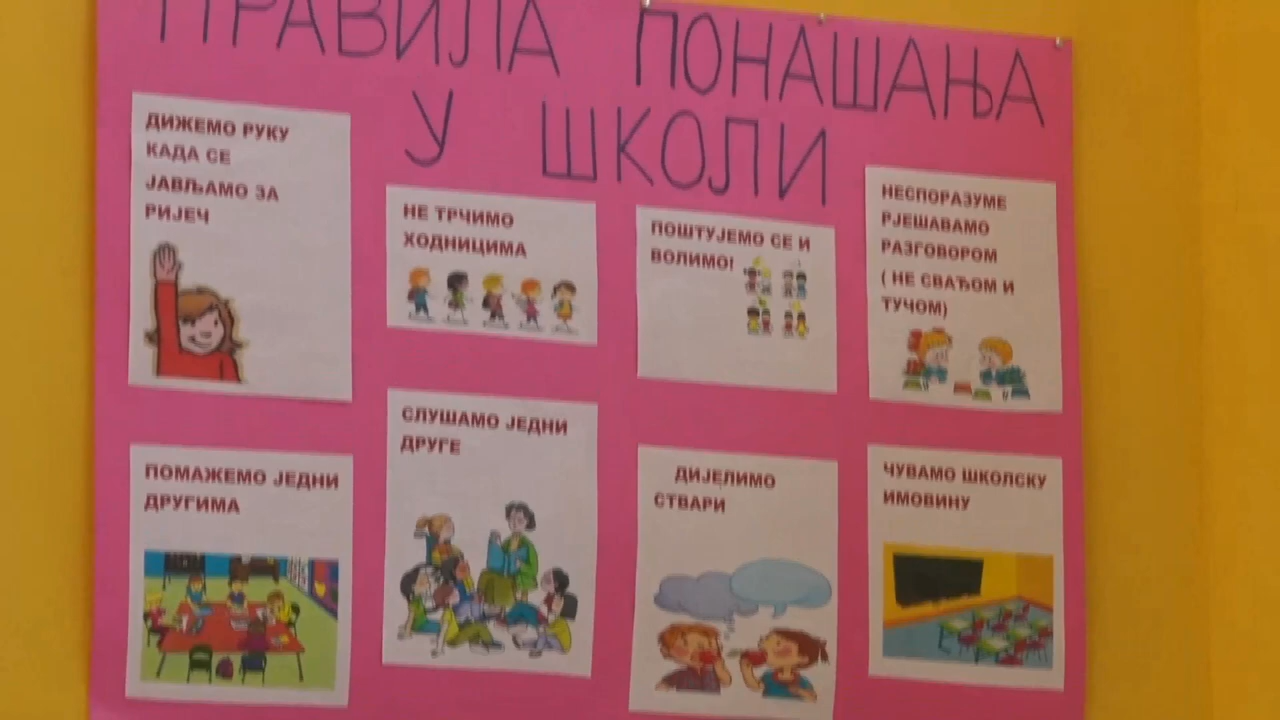 ПРАВИЛА ПОНАШАЊА
У ШКОЛИ
ДИЖЕМО РУКУ
КАДА СЕ
ЈАВЉАМО ЗА
РИЈЕЧ
НЕ ТРЧИМО
ХОДНИЦИМА
ПОШТУЈЕМО СЕ И
ВОЛИМО!
НЕСПОРАЗУМЕ
РЈЕШАВАМО
РАЗГОВОРОМ
( НЕ СВАЂОМ И
ТУЧОМ)
ПОМАЖЕМО ЈЕДНИ
ДРУГИМА
СЛУШАМО ЈЕДНИ
ДРУГЕ
ДИЈЕЛИМО
СТВАРИ
ЧУВАМО ШКОЛСКУ
ИМОВИНУ